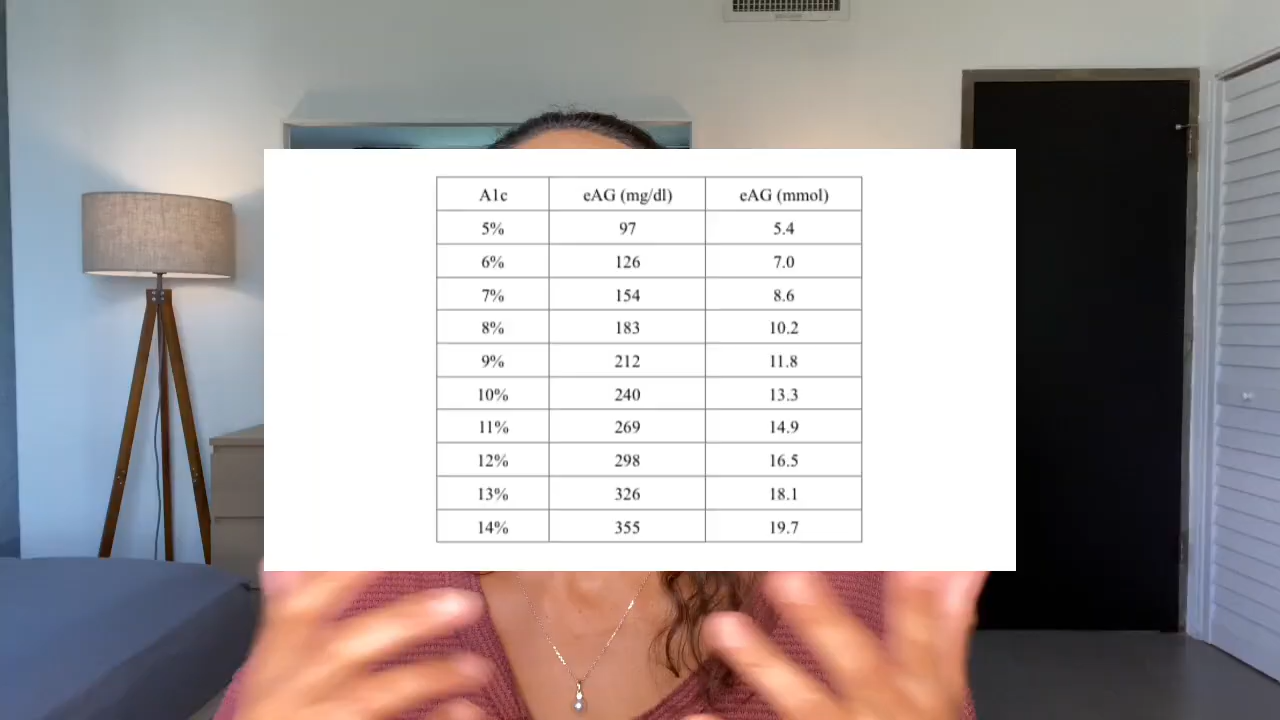 A1c eAG (mg/dl) eAG (mmol)
5% 97 5.4
6% 126 7.0
7% 154 8.6
8% 183 10.2
9% 212 11.8
10% 240 13.3
11% 269 14.9
12% 298 16.5
13% 326 18.1
14% 355 19.7